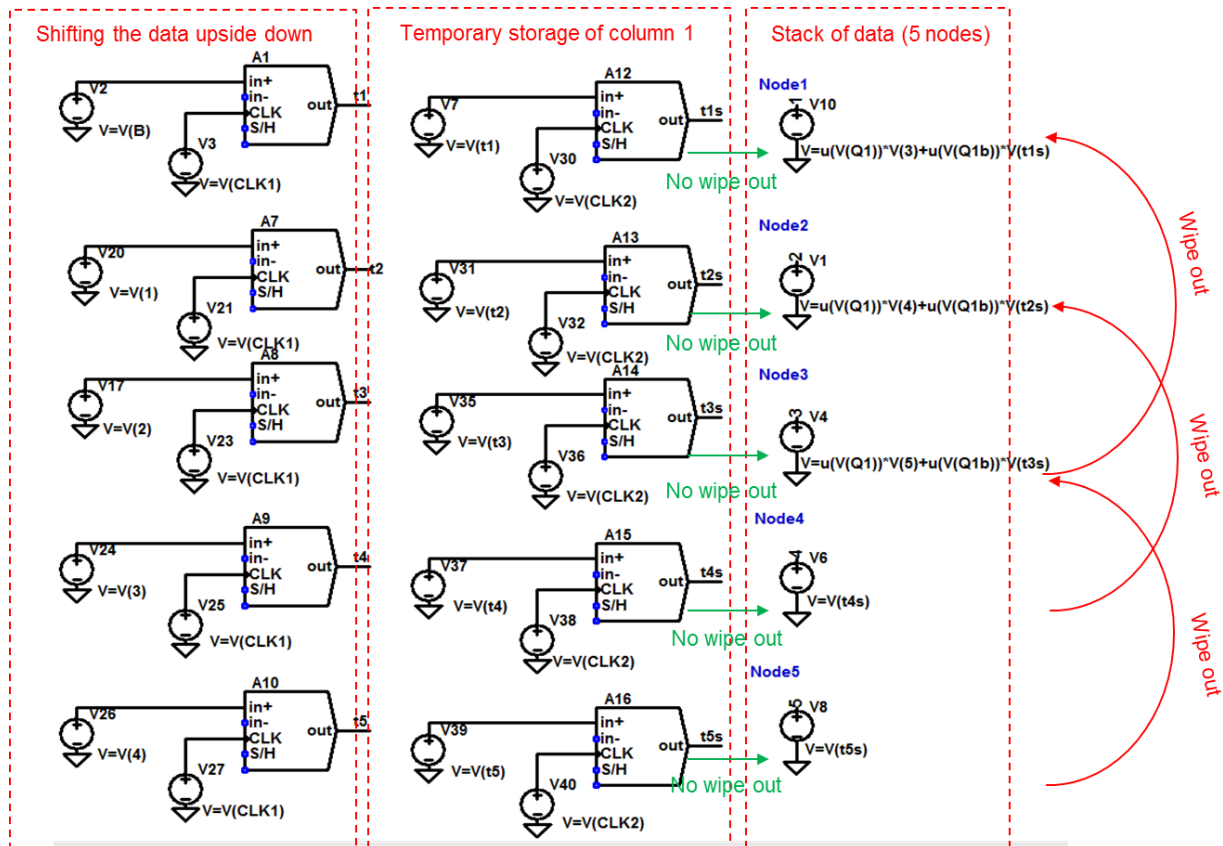 Shifting the data upside down
Temporary storage of column 1
Stack of data (5 nodes)
A1
V2
in+
in-
CLK
S/H
out
t1
V=V(B)
V3
V=V(CLK1)
A12
V7
in+
in-
CLK
S/H
out
t1s
V=V(t1)
V30
V=V(CLK2)
No wipe out
Node1
1
V10
V=u(V(Q1))*V(3)+u(V(Q1b))*V(t1s)
A7
V20
in+
in-
CLK
S/H
out
t2
V=V(1)
V21
V=V(CLK1)
A13
V31
in+
in-
CLK
S/H
out
t2s
V=V(t2)
V32
V=V(CLK2)
No wipe out
Node2
2
V1
V=u(V(Q1))*V(4)+u(V(Q1b))*V(t2s)
A8
V17
in+
in-
CLK
S/H
out
t3
V=V(2)
V23
V=V(CLK1)
A14
V35
in+
in-
CLK
S/H
out
t3s
V=V(t3)
V36
V=V(CLK2)
No wipe out
Node3
3
V4
V=u(V(Q1))*V(5)+u(V(Q1b))*V(t3s)
A9
V24
in+
in-
CLK
S/H
out
t4
V=V(3)
V25
V=V(CLK1)
A15
V37
in+
in-
CLK
S/H
out
t4s
V=V(t4)
V38
V=V(CLK2)
No wipe out
Node4
4
V6
V=V(t4s)
A10
V26
in+
in-
CLK
S/H
out
t5
V=V(4)
V27
V=V(CLK1)
A16
V39
in+
in-
CLK
S/H
out
t5s
V=V(t5)
V40
V=V(CLK2)
No wipe out
Node5
5
V8
V=V(t5s)
Wipe out
Wipe out
Wipe out